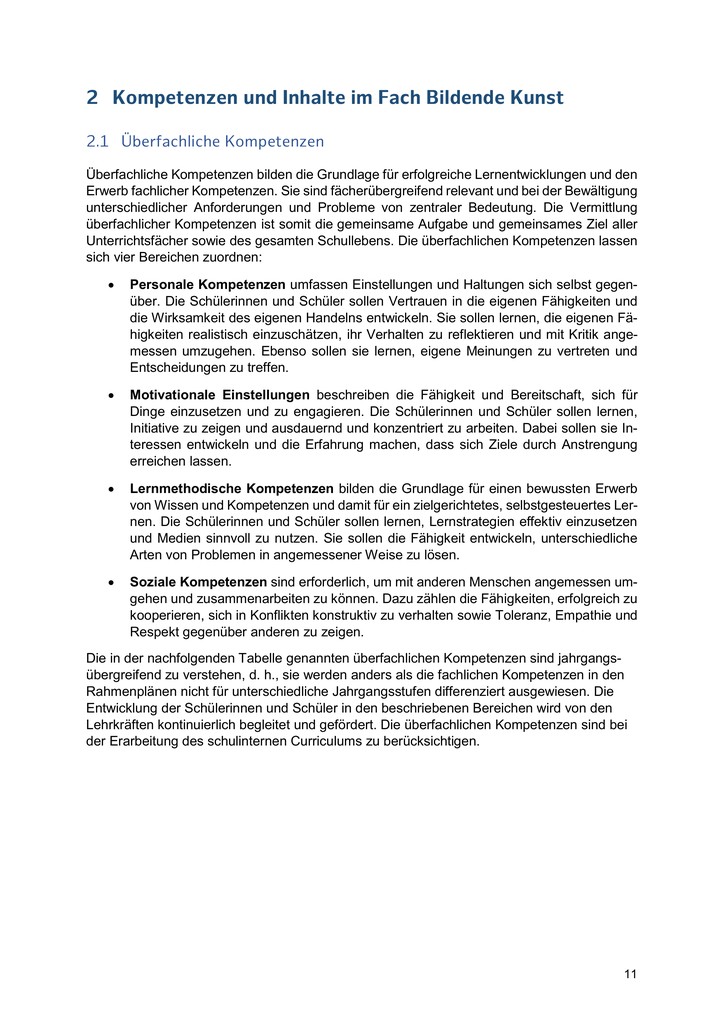 2 Kompetenzen und Inhalte im Fach Bildende Kunst
2.1 Überfachliche Kompetenzen
Überfachliche Kompetenzen bilden die Grundlage für erfolgreiche Lernentwicklungen und den
Erwerb fachlicher Kompetenzen. Sie sind fächerübergreifend relevant und bei der Bewältigung
unterschiedlicher Anforderungen und Probleme von zentraler Bedeutung. Die Vermittlung
überfachlicher Kompetenzen ist somit die gemeinsame Aufgabe und gemeinsames Ziel aller
Unterrichtsfächer sowie des gesamten Schullebens. Die überfachlichen Kompetenzen lassen
sich vier Bereichen zuordnen:
• Personale Kompetenzen umfassen Einstellungen und Haltungen sich selbst gegen-
über. Die Schülerinnen und Schüler sollen Vertrauen in die eigenen Fähigkeiten und
die Wirksamkeit des eigenen Handelns entwickeln. Sie sollen lernen, die eigenen Fä-
higkeiten realistisch einzuschätzen, ihr Verhalten zu reflektieren und mit Kritik ange-
messen umzugehen. Ebenso sollen sie lernen, eigene Meinungen zu vertreten und
Entscheidungen zu treffen.
• Motivationale Einstellungen beschreiben die Fähigkeit und Bereitschaft, sich für
Dinge einzusetzen und zu engagieren. Die Schülerinnen und Schüler sollen lernen,
Initiative zu zeigen und ausdauernd und konzentriert zu arbeiten. Dabei sollen sie In-
teressen entwickeln und die Erfahrung machen, dass sich Ziele durch Anstrengung
erreichen lassen.
• Lernmethodische Kompetenzen bilden die Grundlage für einen bewussten Erwerb
von Wissen und Kompetenzen und damit für ein zielgerichtetes, selbstgesteuertes Ler-
nen. Die Schülerinnen und Schüler sollen lernen, Lernstrategien effektiv einzusetzen
und Medien sinnvoll zu nutzen. Sie sollen die Fähigkeit entwickeln, unterschiedliche
Arten von Problemen in angemessener Weise zu lösen.
• Soziale Kompetenzen sind erforderlich, um mit anderen Menschen angemessen um-
gehen und zusammenarbeiten zu können. Dazu zählen die Fähigkeiten, erfolgreich zu
kooperieren, sich in Konflikten konstruktiv zu verhalten sowie Toleranz, Empathie und
Respekt gegenüber anderen zu zeigen.
Die in der nachfolgenden Tabelle genannten überfachlichen Kompetenzen sind jahrgangs-
übergreifend zu verstehen, d. h., sie werden anders als die fachlichen Kompetenzen in den
Rahmenplänen nicht für unterschiedliche Jahrgangsstufen differenziert ausgewiesen. Die
Entwicklung der Schülerinnen und Schüler in den beschriebenen Bereichen wird von den
Lehrkräften kontinuierlich begleitet und gefördert. Die überfachlichen Kompetenzen sind bei
der Erarbeitung des schulinternen Curriculums zu berücksichtigen.
11